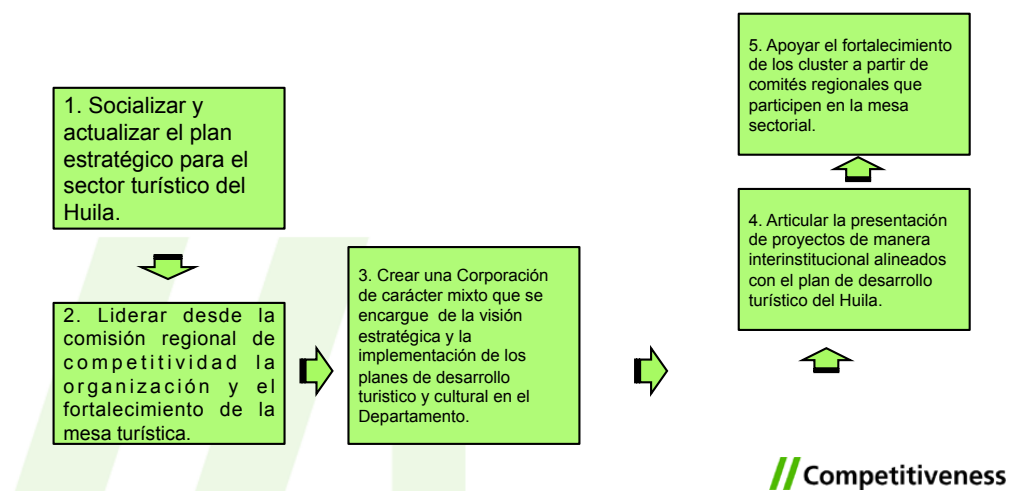 1. Socializar y
actualizar el plan
estratégico para el
sector turístico del
Huila.
2. Liderar desde la
comisión regional de
competitividad la
organización y el
fortalecimiento de la
mesa turística.
3. Crear una Corporación
de carácter mixto que se
encargue de la visión
estratégica y la
implementación de los
planes de desarrollo
turistico y cultural en el
Departamento.
4. Articular la presentación
de proyectos de manera
interinstitucional alineados
con el plan de desarrollo
turístico del Huila.
5. Apoyar el fortalecimiento
de los cluster a partir de
comités regionales que
participen en la mesa
sectorial.
Competitiveness